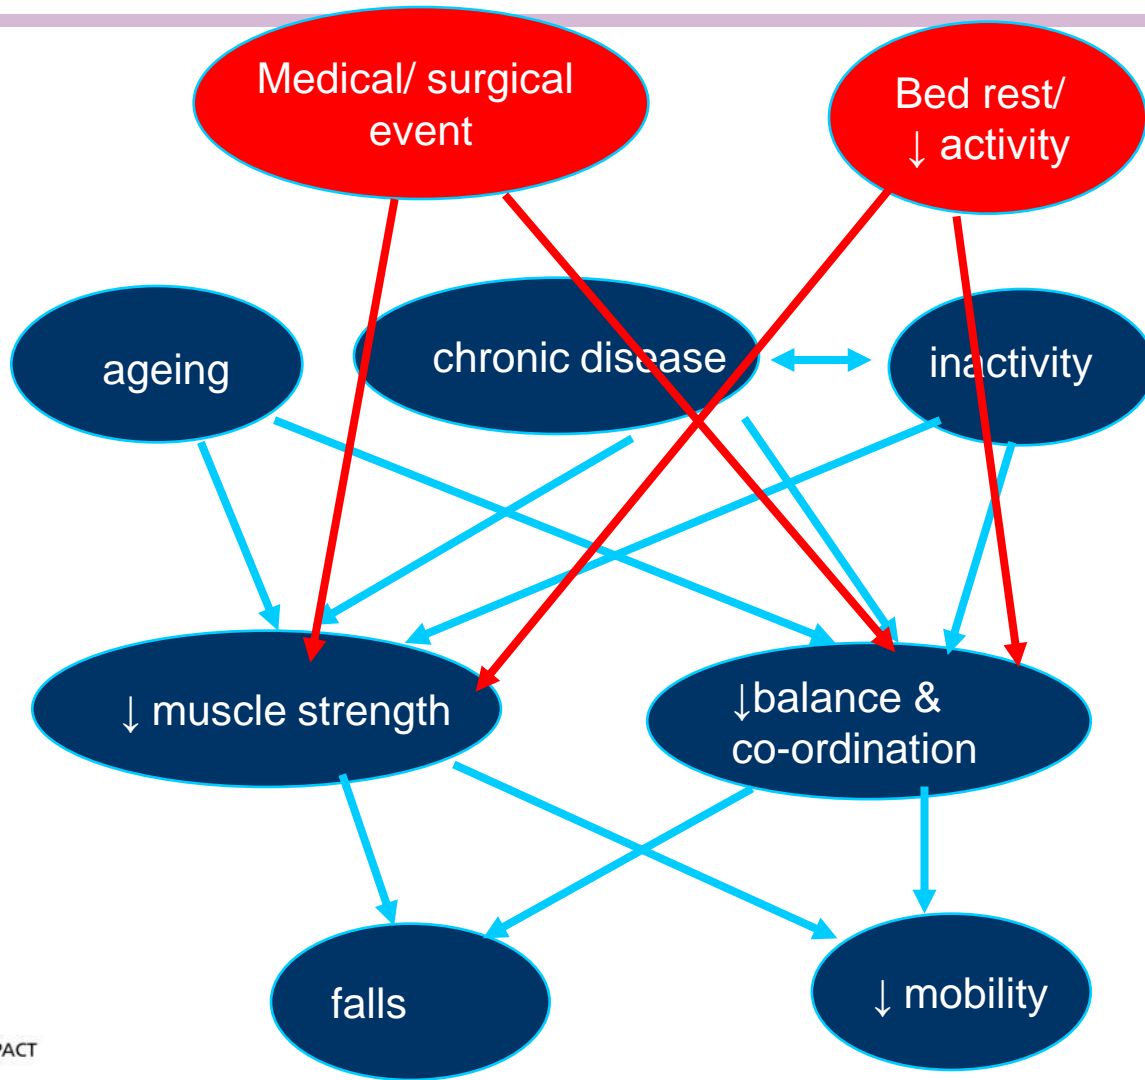 Medical/ surgical
event
Bed rest/
↓ activity
ageing
chronic disease
inactivity
↓ muscle strength
↓balance &
co-ordination
falls
↓ mobility